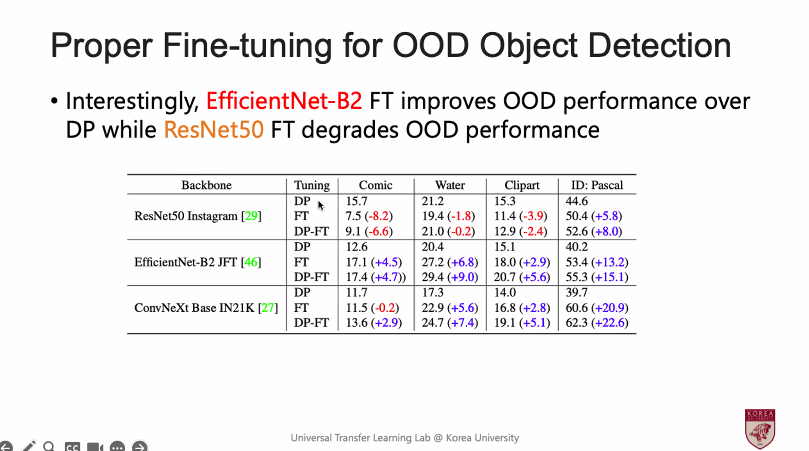 Proper Fine-tuning for OOD Object Detection
• Interestingly, EfficientNet-B2 FT improves OOD performance over
DP while ResNet50 FT degrades OOD performance
Backbone Tuning Comic Water Clipart ID: Pascal
DP 15.7 21.2 15.3 44.6
ResNet50 Instagram [29] FT 7.5 (-8.2) 19.4 (-1.8) 11.4 (-3.9) 50.4 (+5.8)
DP-FT 9.1 (-6.6) 21.0 (-0.2) 12.9 (-2.4) 52.6 (+8.0)
DP 12.6 20.4 15.1 40.2
EfficientNet-B2 JFT [46] FT 17.1 (+4.5) 27.2 (+6.8) 18.0 (+2.9) 53.4 (+13.2)
DP-FT 17.4 (+4.7)) 29.4 (+9.0) 20.7 (+5.6) 55.3 (+15.1)
DP 11.7 17.3 14.0 39.7
ConvNeXt Base IN21K [27] FT 11.5 (-0.2) 22.9 (+5.6) 16.8 (+2.8) 60.6 (+20.9)
DP-FT 13.6 (+2.9) 24.7 (+7.4) 19.1 (+5.1) 62.3 (+22.6)
Universal Transfer Learning Lab @ Korea University
KOREA